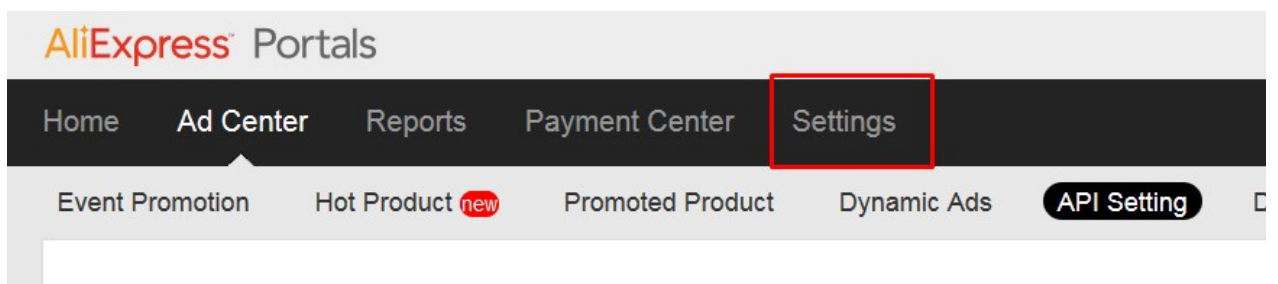 AliExpress Portals
Home Ad Center Reports Payment Center Settings
Event Promotion Hot Product new Promoted Product Dynamic Ads API Setting